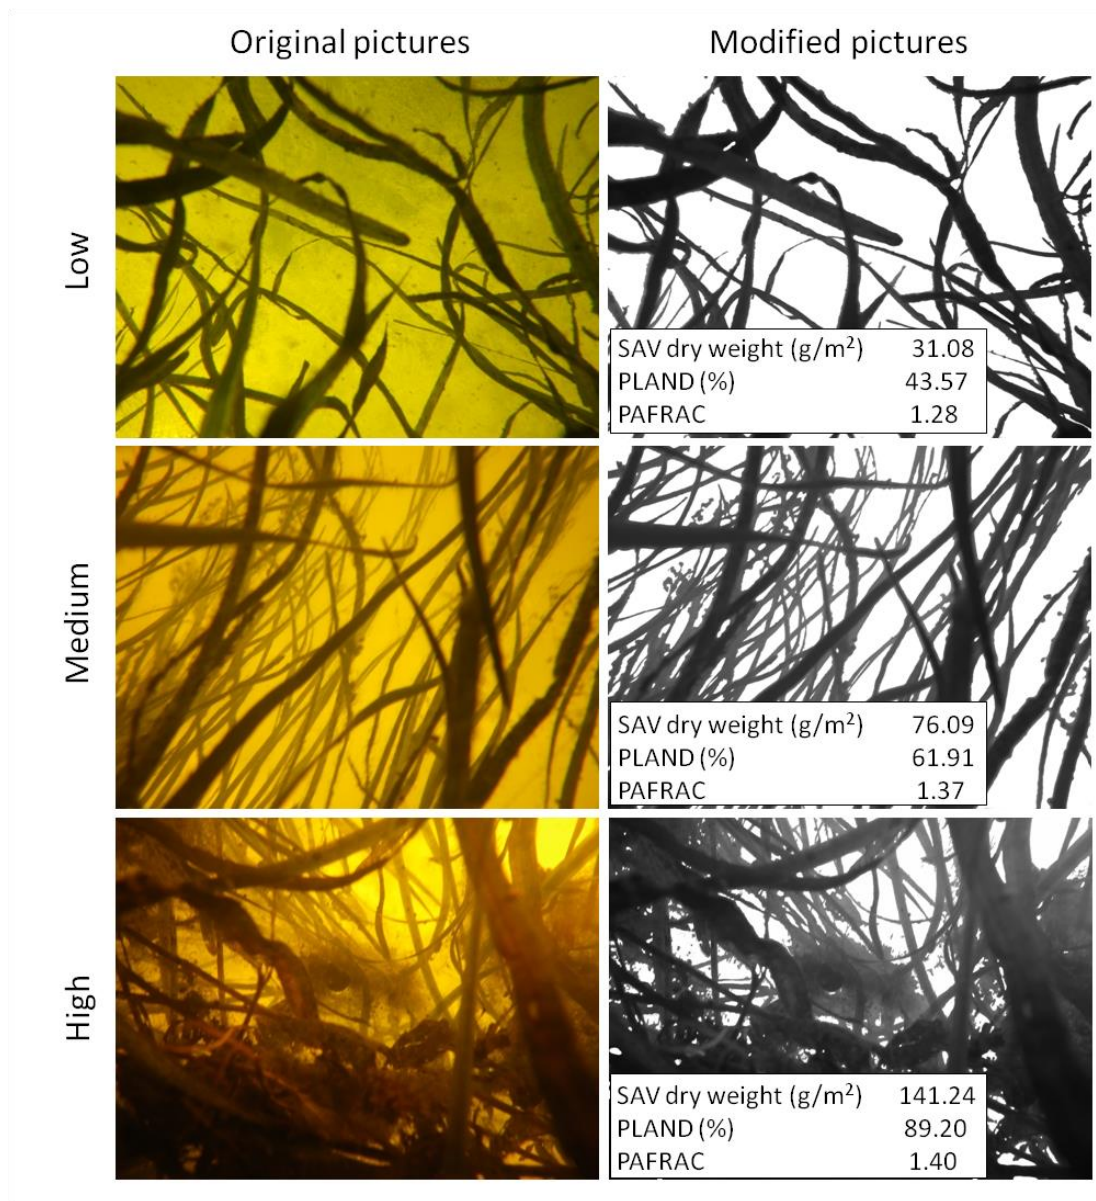 Original pictures
Modified pictures
Low
SAV dry weight (g/m²) 31.08
PLAND (%) 43.57
PAFRAC 1.28
Medium
SAV dry weight (g/m²) 76.09
PLAND (%) 61.91
PAFRAC 1.37
High
SAV dry weight (g/m²) 141.24
PLAND (%) 89.20
PAFRAC 1.40